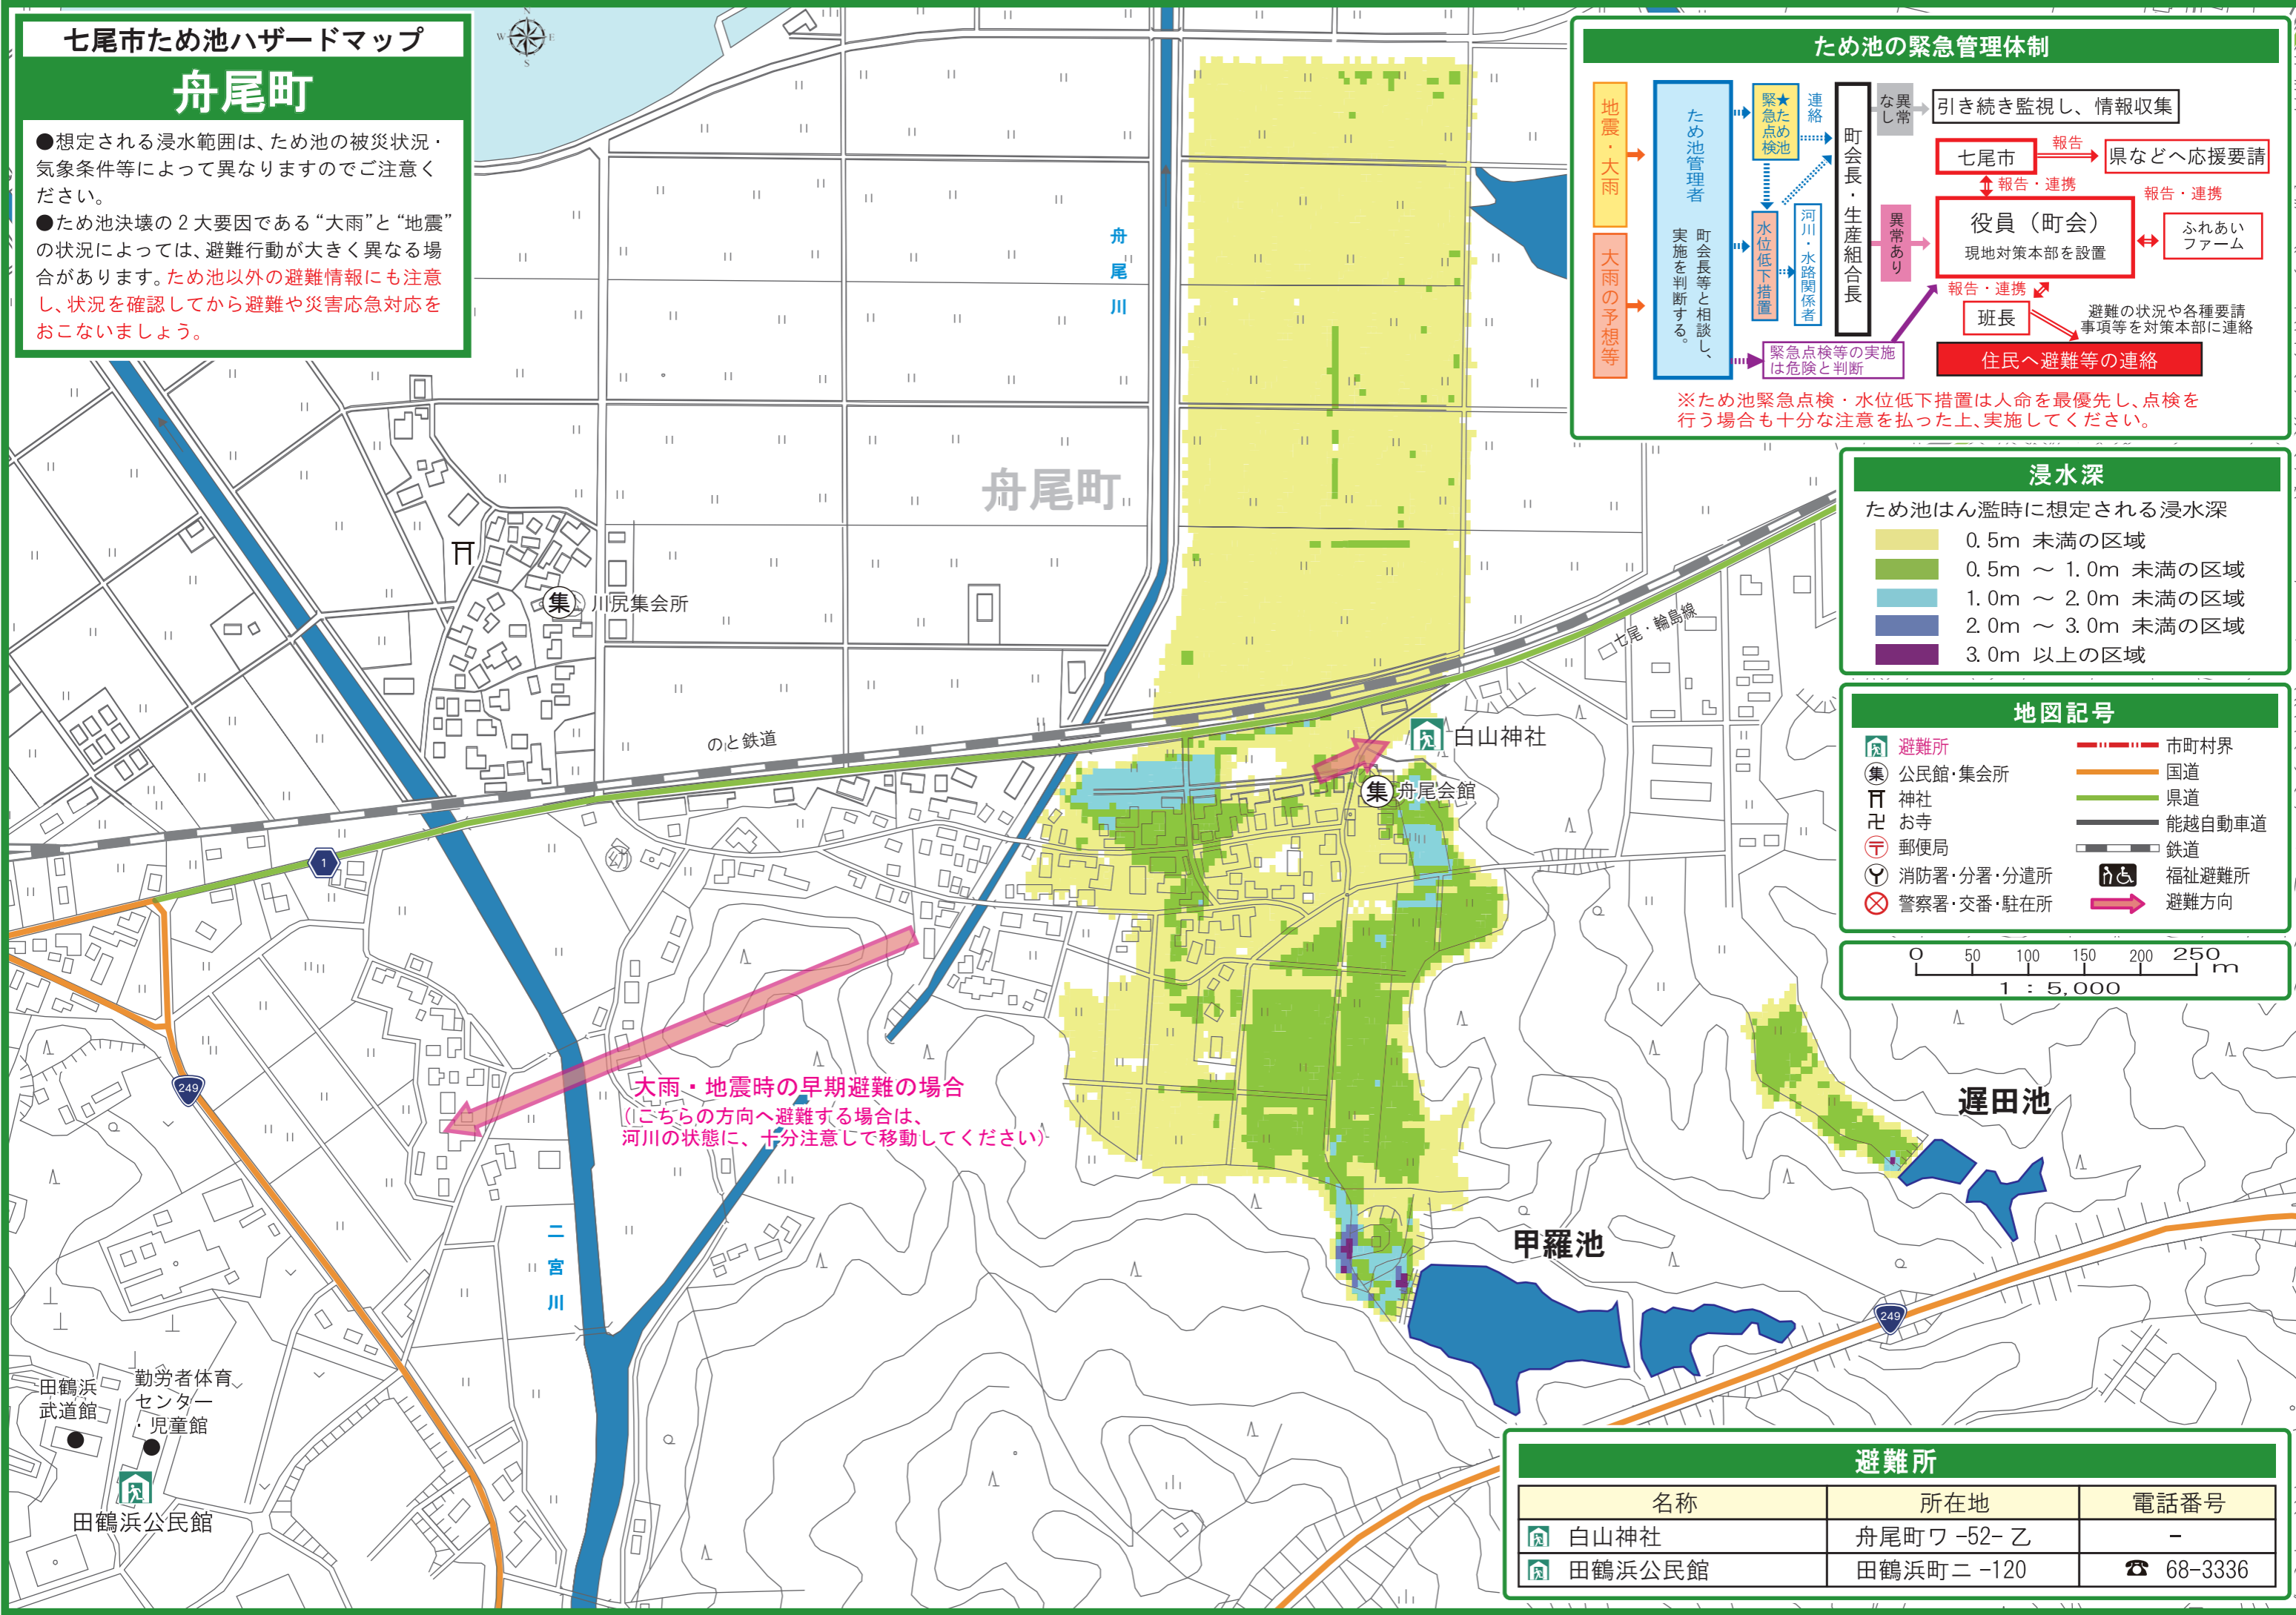 七尾市ため池ハザードマップ
舟尾町
●想定される浸水範囲は、ため池の被災状況・
気象条件等によって異なりますのでご注意く
ださい。
●ため池決壊の2大要因である“大雨”と“地震”
の状況によっては、避難行動が大きく異なる場
合があります。ため池以外の避難情報にも注意
し、状況を確認してから避難や災害応急対応を
おこないましょう。
N
W E
S
ため池の緊急管理体制
地震・大雨
大雨の予想等
ため池管理者
町会長等と相談し、
実施を判断する。
★ため池
緊急点検
連絡
水位低下措置
河川・水路関係者
緊急点検等の実施
は危険と判断
町会長・生産組合長
異常
なし
引き続き監視し、情報収集
異常あり
七尾市
報告
県などへ応援要請
報告・連携
報告・連携
役員（町会）
現地対策本部を設置
ふれあい
ファーム
報告・連携
班長
避難の状況や各種要請
事項等を対策本部に連絡
住民へ避難等の連絡
※ため池緊急点検・水位低下措置は人命を最優先し、点検を
行う場合も十分な注意を払った上、実施してください。
浸水深
ため池はん濫時に想定される浸水深
0.5m 未満の区域
0.5m ～ 1.0m 未満の区域
1.0m ～ 2.0m 未満の区域
2.0m ～ 3.0m 未満の区域
3.0m 以上の区域
地図記号
避難所
公民館・集会所
神社
お寺
郵便局
消防署・分署・分遣所
警察署・交番・駐在所
市町村界
国道
県道
能越自動車道
鉄道
福祉避難所
避難方向
集
0 50 100 150 200 250
m
1 : 5,000
舟尾川
舟尾町
集 川尻集会所
七尾・輪島線
のと鉄道
白山神社
集 舟尾会館
1
249
大雨・地震時の早期避難の場合
（こちらの方向へ避難する場合は、
河川の状態に、十分注意して移動してください）
遅田池
甲羅池
二宮川
249
田鶴浜
武道館
勤労者体育
センター
・児童館
田鶴浜公民館
避難所
名称 所在地 電話番号
白山神社 舟尾町ワ-52-乙 -
田鶴浜公民館 田鶴浜町ニ-120 ☎ 68-3336